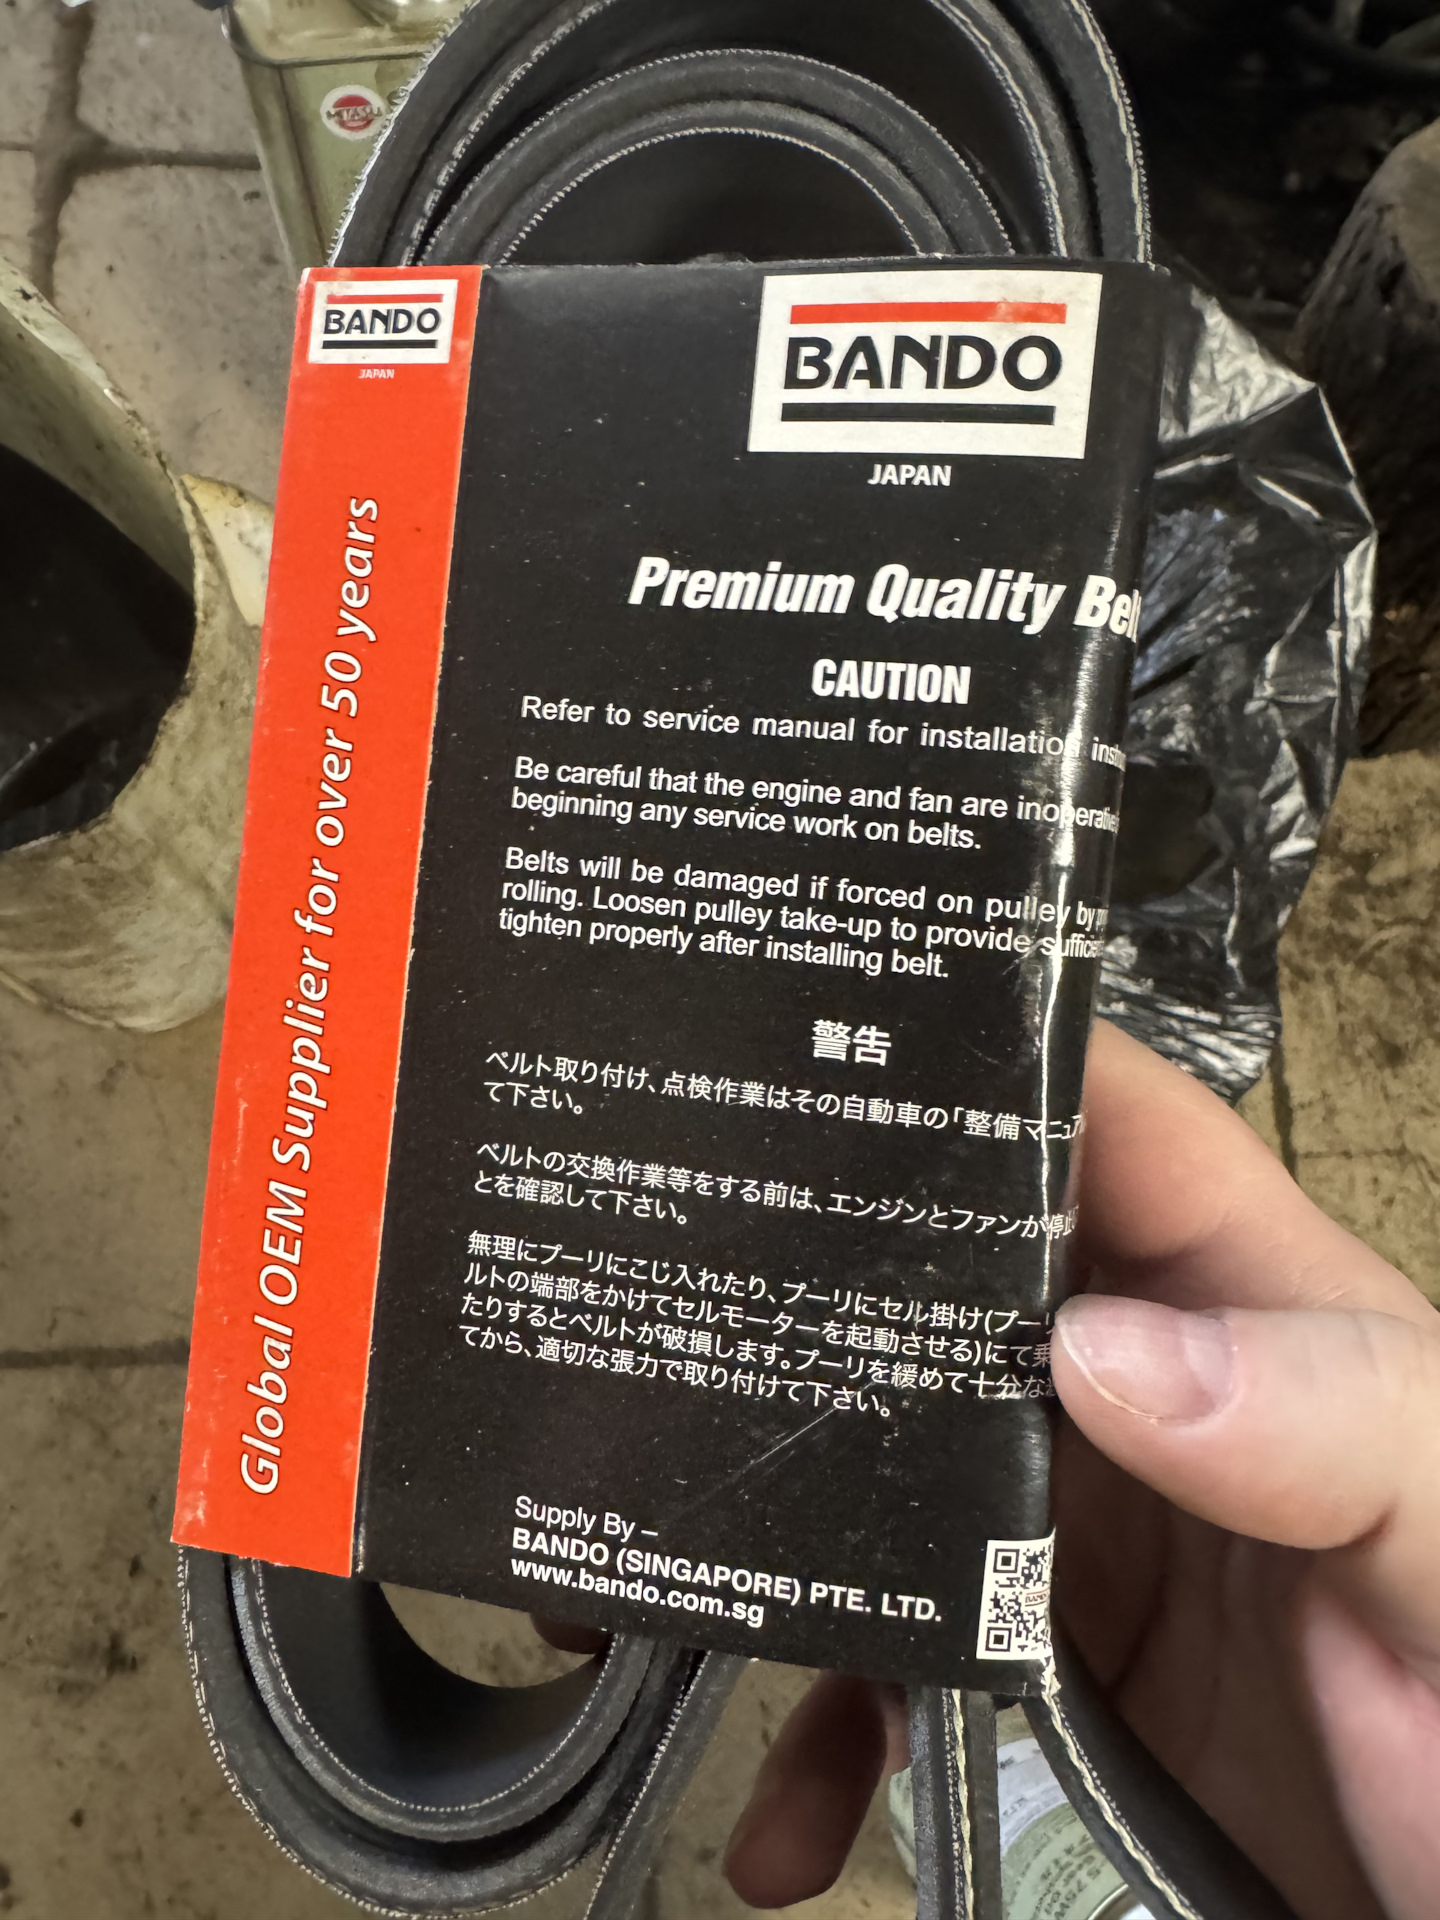 BANDO
JAPAN
Global OEM Supplier for over 50 years
BANDO
JAPAN
Premium Quality
CAUTION
Refer to service manual for installation
Be careful that the engine and fan are
beginning any service work on belts.
Belts will be damaged if forced on pulley by
rolling. Loosen pulley take-up to provide
tighten properly after installing belt.
警告
ベルト取り付け、点検作業はその自動車の「整備マニュ
て下さい。
ベルトの交換作業等をする前は、エンジンとファンが停止
とを確認して下さい。
無理にプーリにこじ入れたり、プーリにセル掛け(プー
ルトの端部をかけてセルモーターを起動させる)にて
たりするとベルトが破損します。プーリを緩めて十分な
てから、適切な張力で取り付けて下さい。
Supply By –
BANDO (SINGAPORE) PTE. LTD.
www.bando.com.sg
BANDO